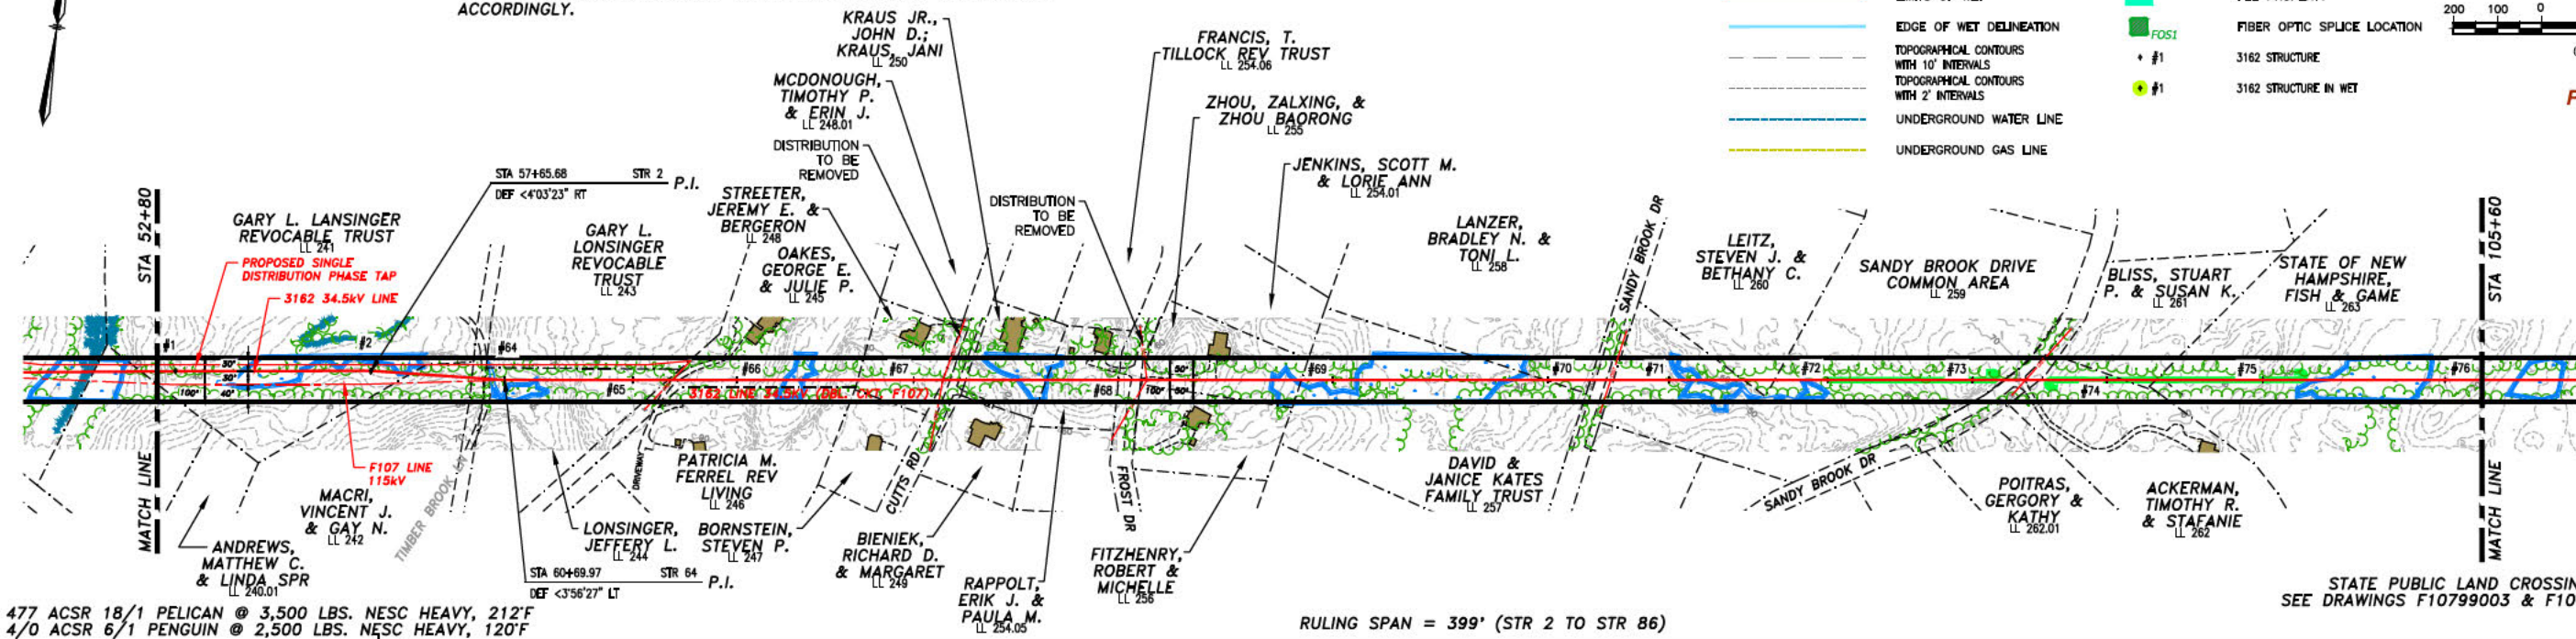 ACCORDINGLY.
EDGE OF WET DELINEATION
TOPOGRAPHICAL CONTOURS
WITH 10' INTERVALS
TOPOGRAPHICAL CONTOURS
WITH 2' INTERVALS
UNDERGROUND WATER LINE
UNDERGROUND GAS LINE
FOS1
FIBER OPTIC SPLICE LOCATION
#1
3162 STRUCTURE
#1
3162 STRUCTURE IN WET
200 100 0
KRAUS JR.,
JOHN D.;
KRAUS, JANI
LL 250
MCDONOUGH,
TIMOTHY P.
& ERIN J.
LL 248.01
DISTRIBUTION
TO BE
REMOVED
FRANCIS, T.
TILLOCK REV TRUST
LL 254.06
ZHOU, ZALXING, &
ZHOU BAORONG
LL 255
JENKINS, SCOTT M.
& LORIE ANN
LL 254.01
STA 57+65.68 STR 2
DEF <4°03'23" RT
P.I.
STREETER,
JEREMY E. &
BERGERON
LL 248
DISTRIBUTION
TO BE
REMOVED
STA 52+80
MATCH LINE
GARY L. LANSINGER
REVOCABLE TRUST
LL 241
PROPOSED SINGLE
DISTRIBUTION PHASE TAP
3162 34.5kV LINE
GARY L.
LONSINGER
REVOCABLE
TRUST
LL 243
OAKES,
GEORGE E.
& JULIE P.
LL 245
LANZER,
BRADLEY N. &
TONI L.
LL 258
SANDY BROOK DR
LEITZ,
STEVEN J. &
BETHANY C.
LL 260
SANDY BROOK DRIVE
COMMON AREA
LL 259
BLISS, STUART
P. & SUSAN K.
LL 261
STATE OF NEW
HAMPSHIRE,
FISH & GAME
LL 263
STA 105+60
MATCH LINE
#1
#2
#64
#65
#66
#67
#68
#69
#70
#71
#72
#73
#74
#75
#76
30'
30'
100'
40'
50'
100'
50'
3162 LINE 34.5KV (DBL. CKT. F107)
F107 LINE
115kV
ANDREWS,
MATTHEW C.
& LINDA SPR
LL 240.01
MACRI,
VINCENT J.
& GAY N.
LL 242
LONSINGER,
JEFFERY L.
LL 244
STA 60+69.97 STR 64
DEF <3°56'27" LT
P.I.
DRIVEWAY
PATRICIA M.
FERREL REV
LIVING
LL 246
BORNSTEIN,
STEVEN P.
LL 247
CUTTS RD
BIENIEK,
RICHARD D.
& MARGARET
LL 249
RAPPOLT,
ERIK J. &
PAULA M.
LL 254.05
FROST DR
FITZHENRY,
ROBERT &
MICHELLE
LL 256
DAVID &
JANICE KATES
FAMILY TRUST
LL 257
SANDY BROOK DR
POITRAS,
GERGORY &
KATHY
LL 262.01
ACKERMAN,
TIMOTHY R.
& STAFANIE
LL 262
477 ACSR 18/1 PELICAN @ 3,500 LBS. NESC HEAVY, 212°F
4/0 ACSR 6/1 PENGUIN @ 2,500 LBS. NESC HEAVY, 120°F
RULING SPAN = 399' (STR 2 TO STR 86)
STATE PUBLIC LAND
SEE DRAWINGS F10799003 &
TIMBER BROOK